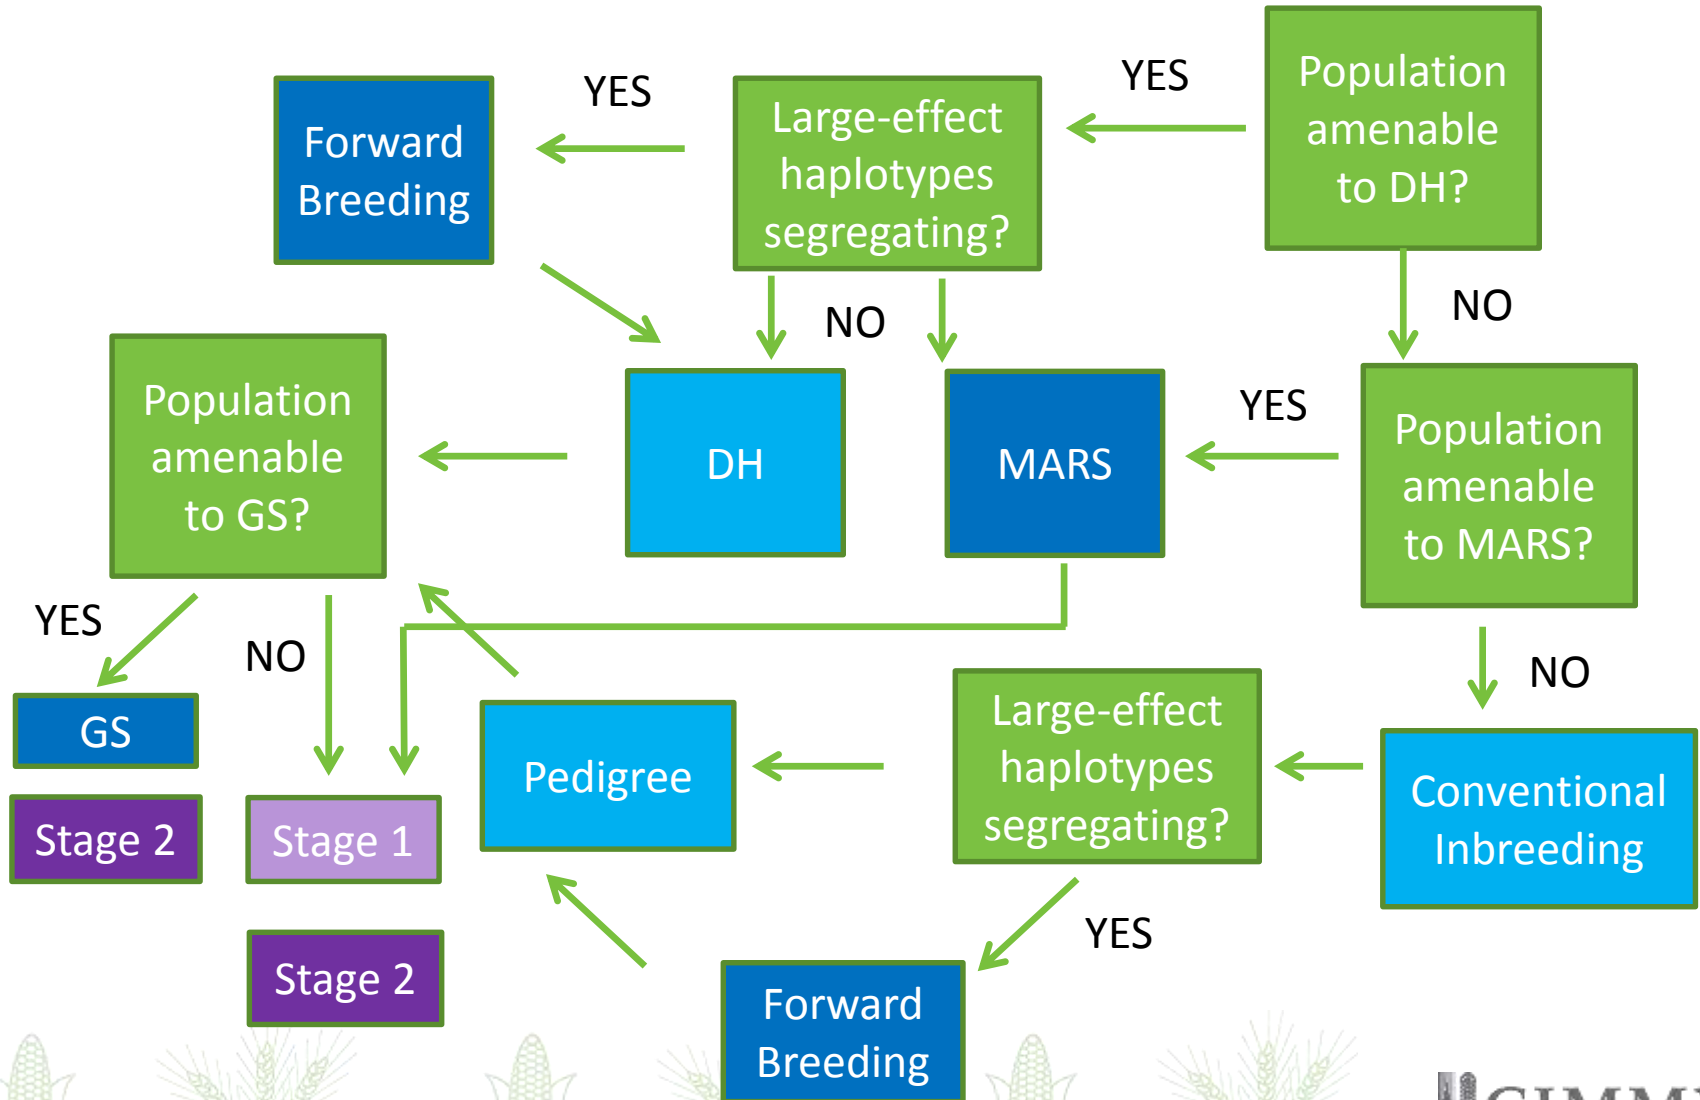 Population
amenable
to DH?
YES
Large-effect
haplotypes
segregating?
YES
Forward
Breeding
NO
NO
Population
amenable
to GS?
DH
MARS
YES
Population
amenable
to MARS?
YES
NO
NO
GS
Stage 2
Stage 1
Stage 2
Pedigree
Large-effect
haplotypes
segregating?
Conventional
Inbreeding
YES
Forward
Breeding